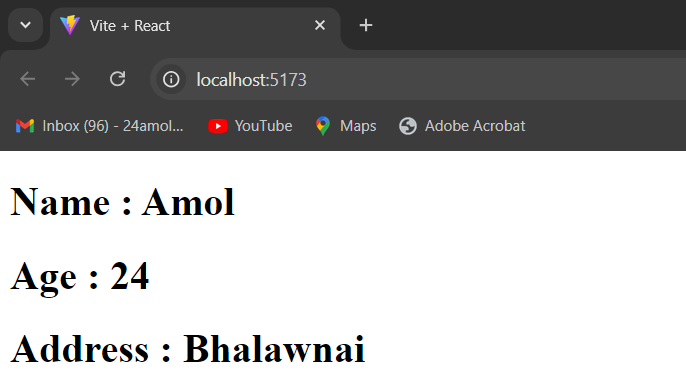 Vite + React
localhost:5173
Inbox (96) - 24amol... YouTube Maps Adobe Acrobat
Name : Amol
Age : 24
Address : Bhalawnai